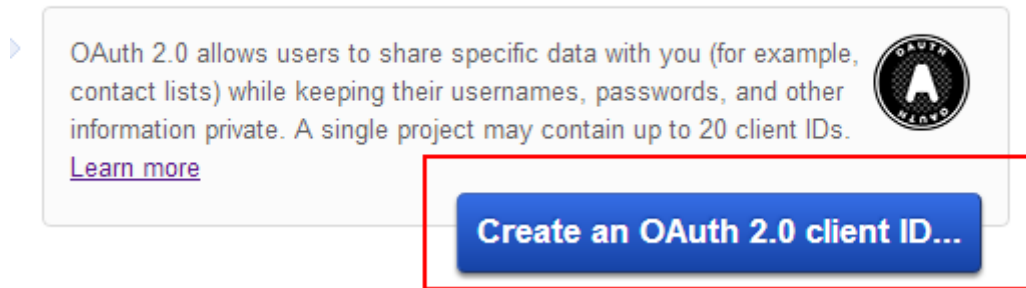 OAuth 2.0 allows users to share specific data with you (for example,
contact lists) while keeping their usernames, passwords, and other
information private. A single project may contain up to 20 client IDs.
Learn more
OAUTH
A
OAUTH
Create an OAuth 2.0 client ID...